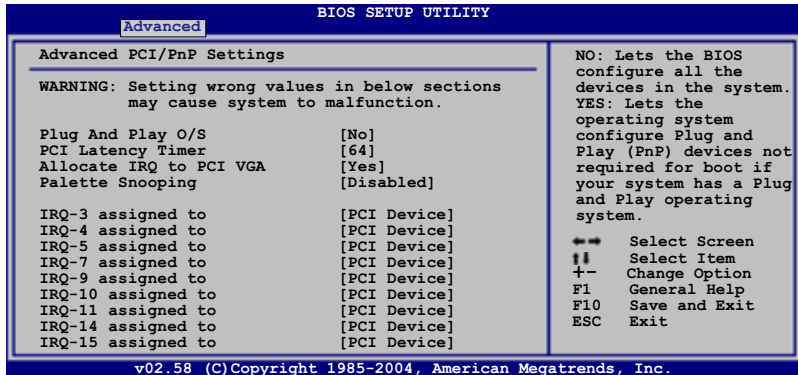 BIOS SETUP UTILITY
Advanced
Advanced PCI/PnP Settings
WARNING: Setting wrong values in below sections
may cause system to malfunction.
Plug And Play O/S [No]
PCI Latency Timer [64]
Allocate IRQ to PCI VGA [Yes]
Palette Snooping [Disabled]
IRQ-3 assigned to [PCI Device]
IRQ-4 assigned to [PCI Device]
IRQ-5 assigned to [PCI Device]
IRQ-7 assigned to [PCI Device]
IRQ-9 assigned to [PCI Device]
IRQ-10 assigned to [PCI Device]
IRQ-11 assigned to [PCI Device]
IRQ-14 assigned to [PCI Device]
IRQ-15 assigned to [PCI Device]
NO: Lets the BIOS
configure all the
devices in the system.
YES: Lets the
operating system
configure Plug and
Play (PnP) devices not
required for boot if
your system has a Plug
and Play operating
system.
←→ Select Screen
↑↓ Select Item
+- Change Option
F1 General Help
F10 Save and Exit
ESC Exit
v02.58 (C)Copyright 1985-2004, American Megatrends, Inc.